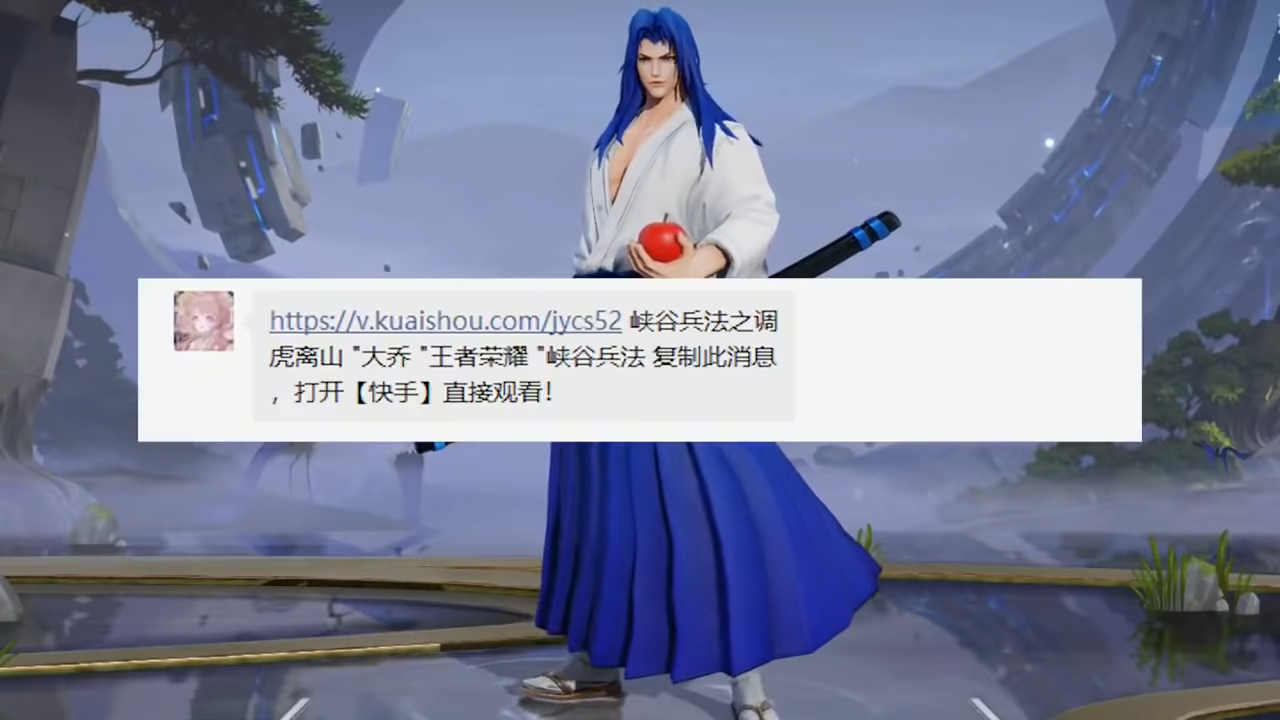 https://v.kuaishou.com/jycs52 峡谷兵法之调
虎离山 "大乔 "王者荣耀 "峡谷兵法 复制此消息
，打开【快手】直接观看！